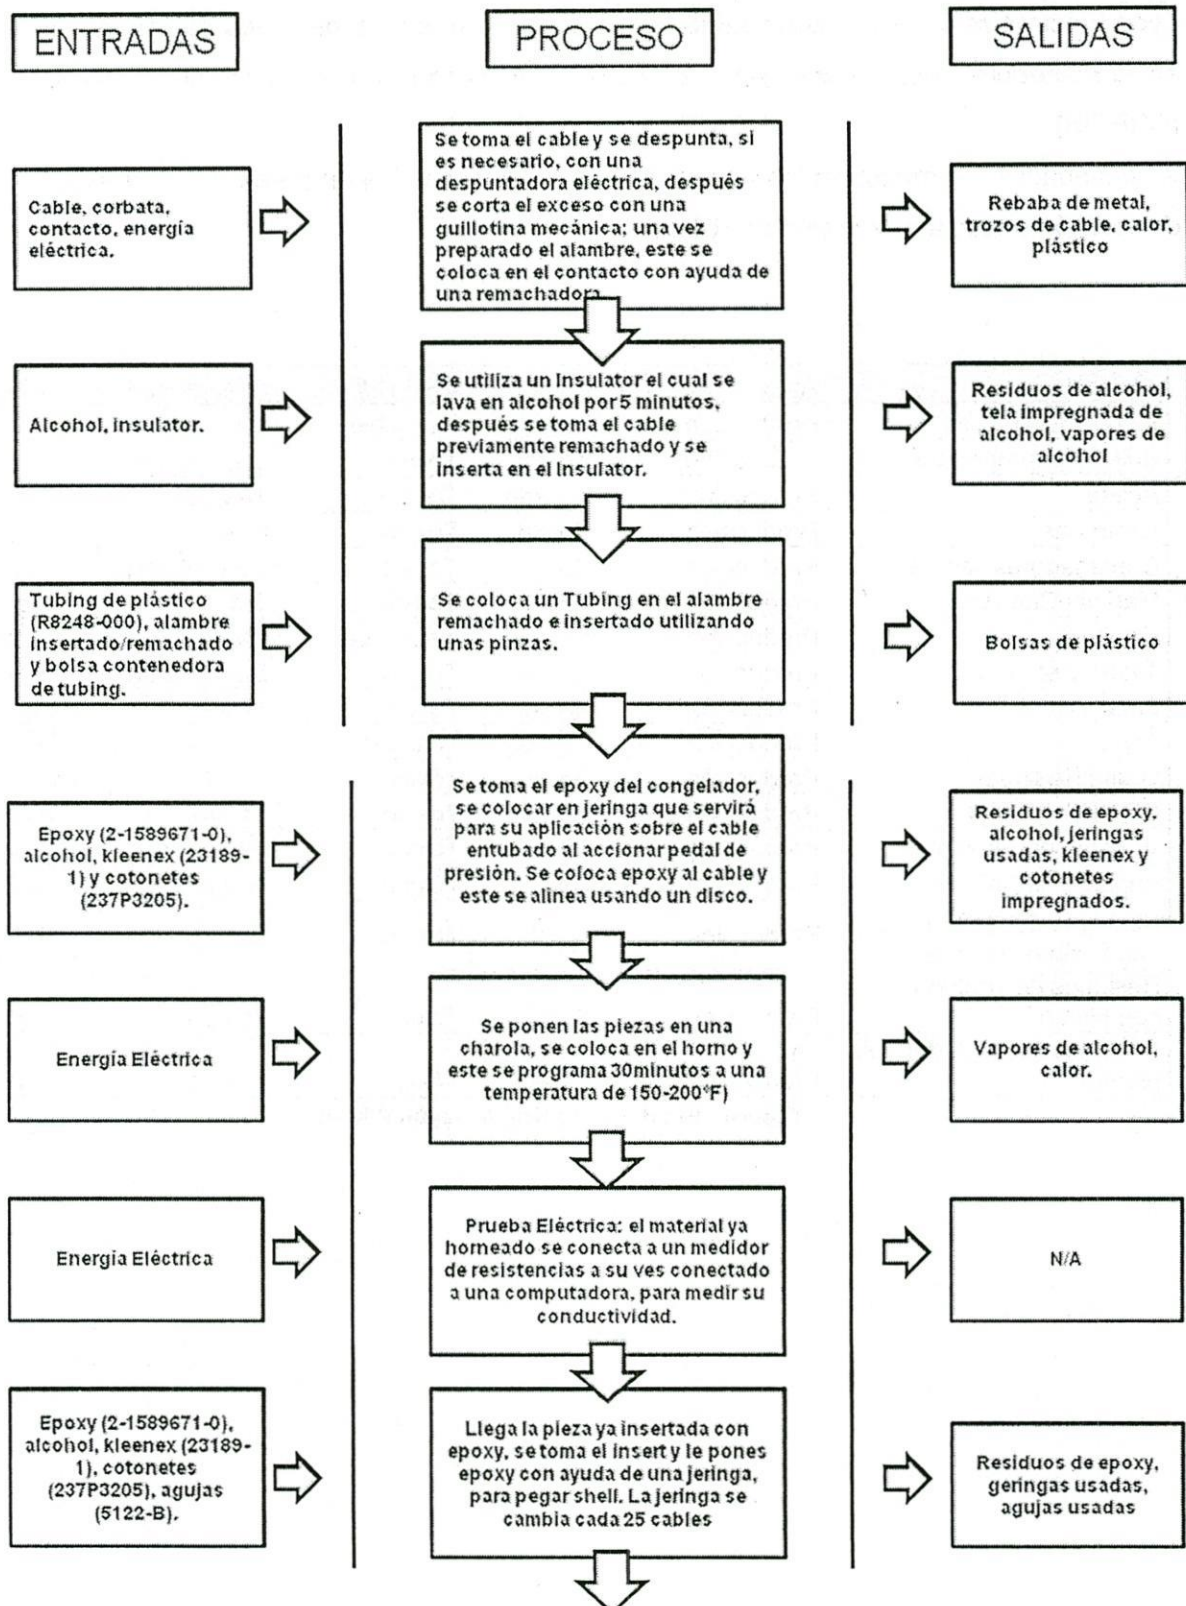 ENTRADAS
PROCESO
SALIDAS
Cable, corbata,
contacto, energía
eléctrica.
Se toma el cable y se despunta, si
es necesario, con una
despuntadora eléctrica, después
se corta el exceso con una
guillotina mecánica; una vez
preparado el alambre, este se
coloca en el contacto con ayuda de
una remachadora
Rebaba de metal,
trozos de cable, calor,
plástico
Alcohol, insulator.
Se utiliza un Insulator el cual se
lava en alcohol por 5 minutos,
después se toma el cable
previamente remachado y se
inserta en el Insulator.
Residuos de alcohol,
tela impregnada de
alcohol, vapores de
alcohol
Tubing de plástico
(R8248-000), alambre
insertado/remachado
y bolsa contenedora
de tubing.
Se coloca un Tubing en el alambre
remachado e insertado utilizando
unas pinzas.
Bolsas de plástico
Epoxy (2-1589671-0),
alcohol, kleenex (23189-
1) y cotonetes
(237P3205).
Se toma el epoxy del congelador,
se colocar en jeringa que servirá
para su aplicación sobre el cable
entubado al accionar pedal de
presión. Se coloca epoxy al cable y
este se alinea usando un disco.
Residuos de epoxy,
alcohol, jeringas
usadas, kleenex y
cotonetes
impregnados.
Energía Eléctrica
Se ponen las piezas en una
charola, se coloca en el horno y
este se programa 30minutos a una
temperatura de 150-200°F)
Vapores de alcohol,
calor.
Energía Eléctrica
Prueba Eléctrica: el material ya
horneado se conecta a un medidor
de resistencias a su ves conectado
a una computadora, para medir su
conductividad.
N/A
Epoxy (2-1589671-0),
alcohol, kleenex (23189-
1), cotonetes
(237P3205), agujas
(5122-B).
Llega la pieza ya insertada con
epoxy, se toma el insert y le pones
epoxy con ayuda de una jeringa,
para pegar shell. La jeringa se
cambia cada 25 cables
Residuos de epoxy,
geringas usadas,
agujas usadas